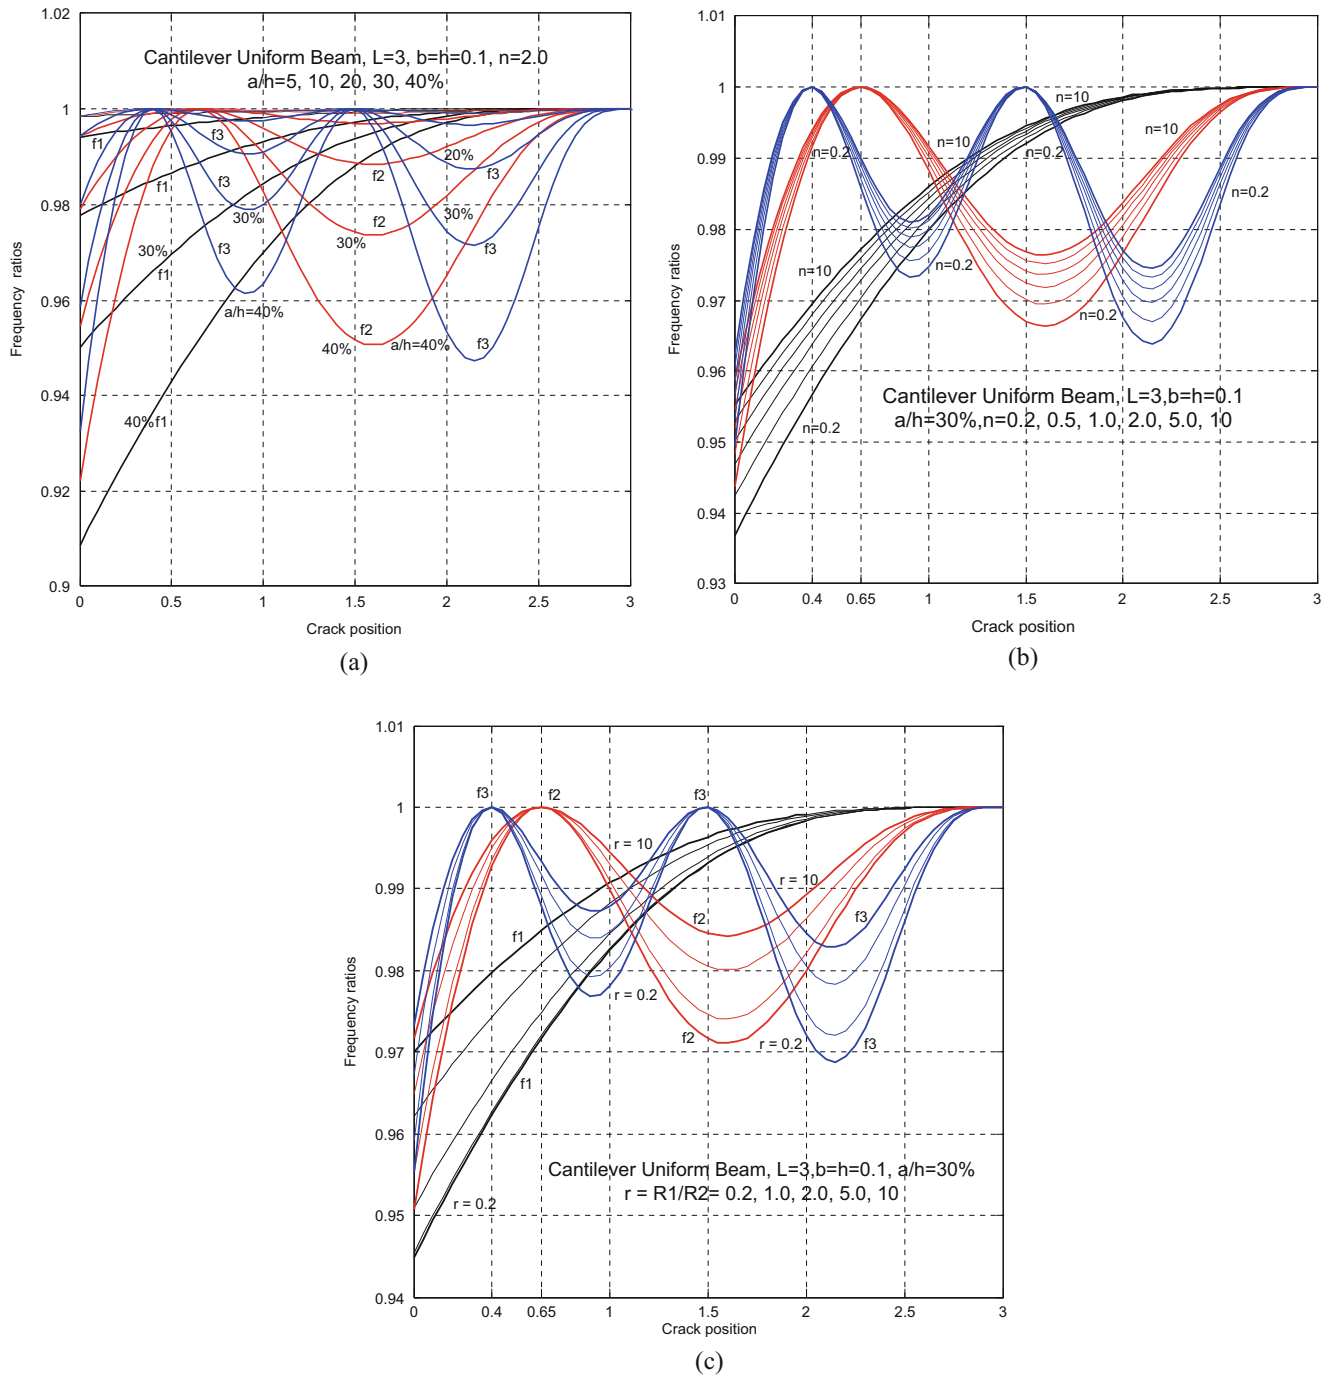 Cantilever Uniform Beam, L=3, b=h=0.1, n=2.0
a/h=5, 10, 20, 30, 40%
1.02
1
0.98
0.96
0.94
0.92
0.9
Frequency ratios
f1
f1
30%
f1
40%f1
f3
f3
30%
f3
a/h=40%
f2
f2
30%
f2
40%
a/h=40%
20%
f3
30%
f3
f3
0
0.5
1
1.5
2
2.5
3
Crack position
(a)
1.01
1
0.99
0.98
0.97
0.96
0.95
0.94
0.93
Frequency ratios
n=10
n=10
n=10
n=0.2
n=0.2
n=0.2
n=10
n=0.2
n=0.2
n=0.2
Cantilever Uniform Beam, L=3,b=h=0.1
a/h=30%,n=0.2, 0.5, 1.0, 2.0, 5.0, 10
0
0.4
0.65
1
1.5
2
2.5
3
Crack position
(b)
1.01
1
0.99
0.98
0.97
0.96
0.95
0.94
Frequency ratios
f3
f2
f3
r = 10
r = 10
f2
f3
f1
r = 0.2
f2
r = 0.2
f3
f1
r = 0.2
Cantilever Uniform Beam, L=3,b=h=0.1, a/h=30%
r = R1/R2= 0.2, 1.0, 2.0, 5.0, 10
0
0.4
0.65
1
1.5
2
2.5
3
Crack position
(c)